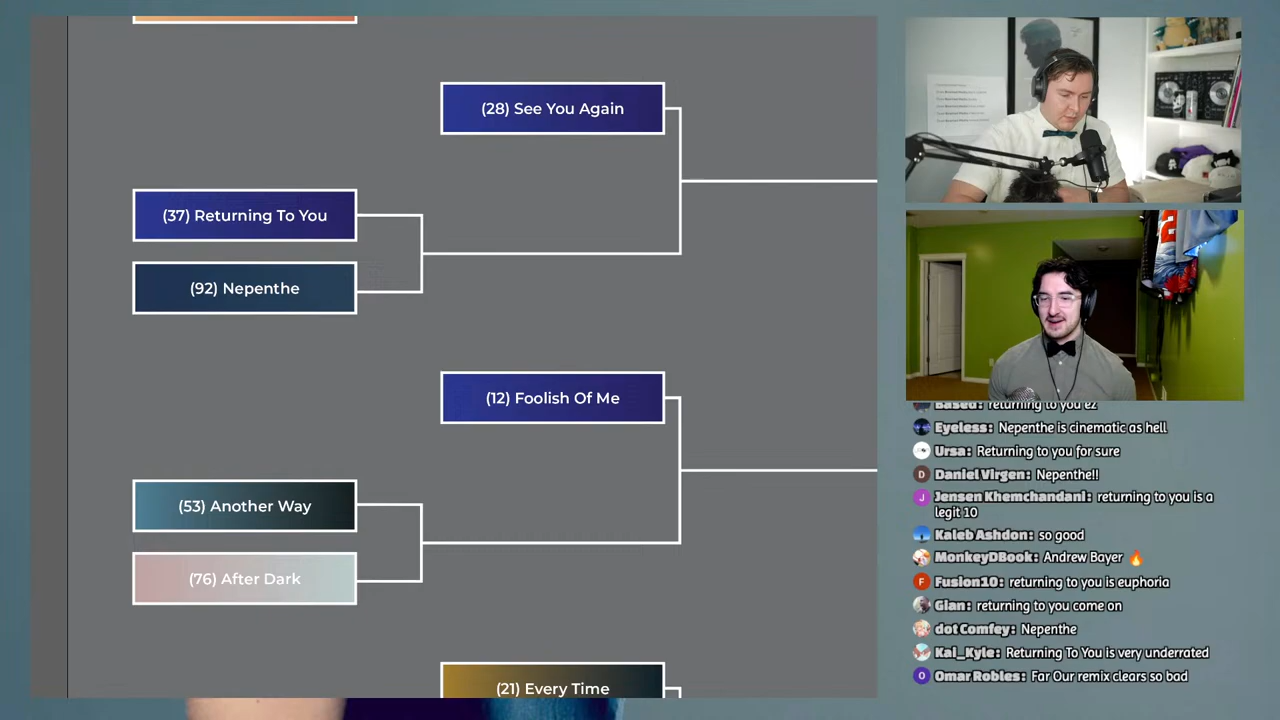 (28) See You Again
(37) Returning To You
(92) Nepenthe
(12) Foolish Of Me
(53) Another Way
(76) After Dark
(21) Every Time
Based: returning to you ez
Eyeless: Nepenthe is cinematic as hell
Ursa: Returning to you for sure
D Daniel Virgen: Nepenthe!!
J Jensen Khemchandani: returning to you is a
legit 10
Kaleb Ashdon: so good
MonkeyDBook: Andrew Bayer 🔥
F Fusion10: returning to you is euphoria
Gian: returning to you come on
dot Comfey: Nepenthe
Kai_Kyle: Returning To You is very underrated
O Omar Robles: Far Our remix clears so bad